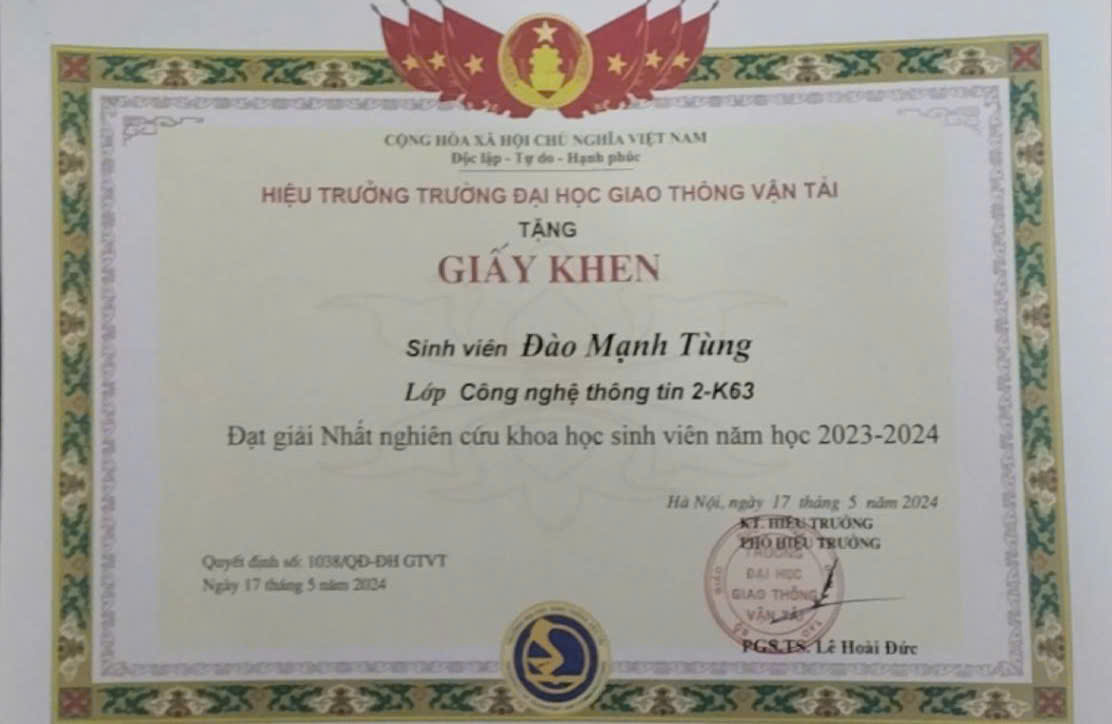 CỘNG HÒA XÃ HỘI CHỦ NGHĨA VIỆT NAM
Độc lập - Tự do - Hạnh phúc
HIỆU TRƯỞNG TRƯỜNG ĐẠI HỌC GIAO THÔNG VẬN TẢI
TẶNG
GIẤY KHEN
Sinh viên Đào Mạnh Tùng
Lớp Công nghệ thông tin 2-K63
Đạt giải Nhất nghiên cứu khoa học sinh viên năm học 2023-2024
Hà Nội, ngày 17 tháng 5 năm 2024
KT. HIỆU TRƯỞNG
PHÓ HIỆU TRƯỞNG
Quyết định số: 1038/QĐ-ĐH GTVT
Ngày 17 tháng 5 năm 2024
TRƯỜNG
ĐẠI HỌC
GIAO THÔNG
VẬN TẢI
PGS.TS. Lê Hoài Đức